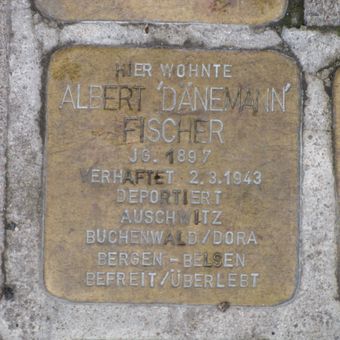 HIER WOHNTE
ALBERT 'DÄNEMANN'
FISCHER
JG. 1897
VERHAFTET 2.3.1943
DEPORTIERT
AUSCHWITZ
BUCHENWALD/DORA
BERGEN-BELSEN
BEFREIT/ÜBERLEBT